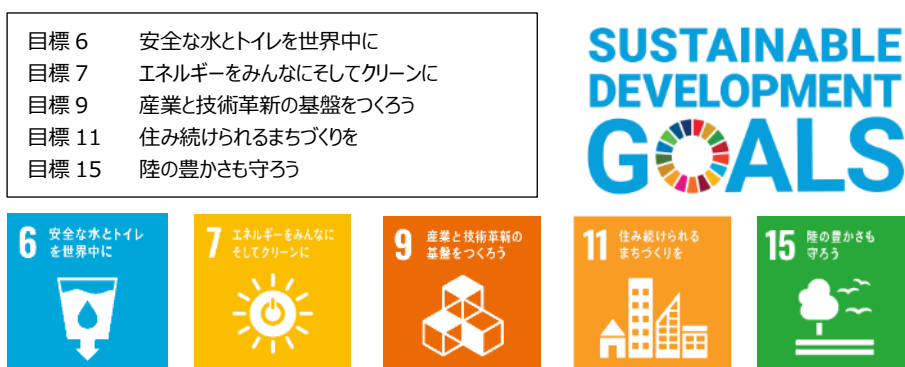 目標 6 安全な水とトイレを世界中に
目標 7 エネルギーをみんなにそしてクリーンに
目標 9 産業と技術革新の基盤をつくろう
目標 11 住み続けられるまちづくりを
目標 15 陸の豊かさも守ろう
SUSTAINABLE
DEVELOPMENT
GOALS
6 安全な水とトイレ
を世界中に
7 エネルギーをみんなに
そしてクリーンに
9 産業と技術革新の
基盤をつくろう
11 住み続けられる
まちづくりを
15 陸の豊かさも
守ろう